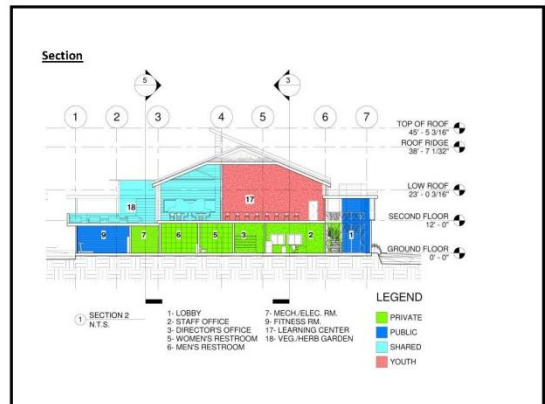 Section
5 3
1 2 3 4 5 6 7
TOP OF ROOF
45' - 5 3/16"
ROOF RIDGE
38' - 7 1/32"
LOW ROOF
23' - 0 3/16"
SECOND FLOOR
12' - 0"
GROUND FLOOR
0' - 0"
18
17
9 7 6 5 3 2 1
1 SECTION 2
N.T.S.
1- LOBBY
2- STAFF OFFICE
3- DIRECTOR'S OFFICE
5- WOMEN'S RESTROOM
6- MEN'S RESTROOM
7- MECH./ELEC. RM.
9- FITNESS RM.
17- LEARNING CENTER
18- VEG./HERB GARDEN
LEGEND
PRIVATE
PUBLIC
SHARED
YOUTH